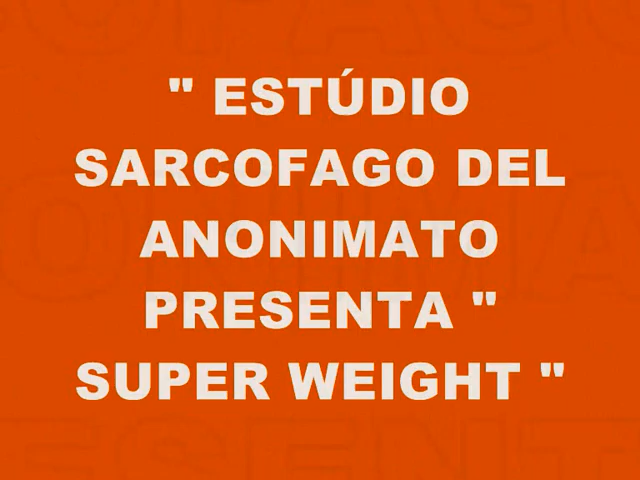 " ESTÚDIO
SARCOFAGO DEL
ANONIMATO
PRESENTA "
SUPER WEIGHT "